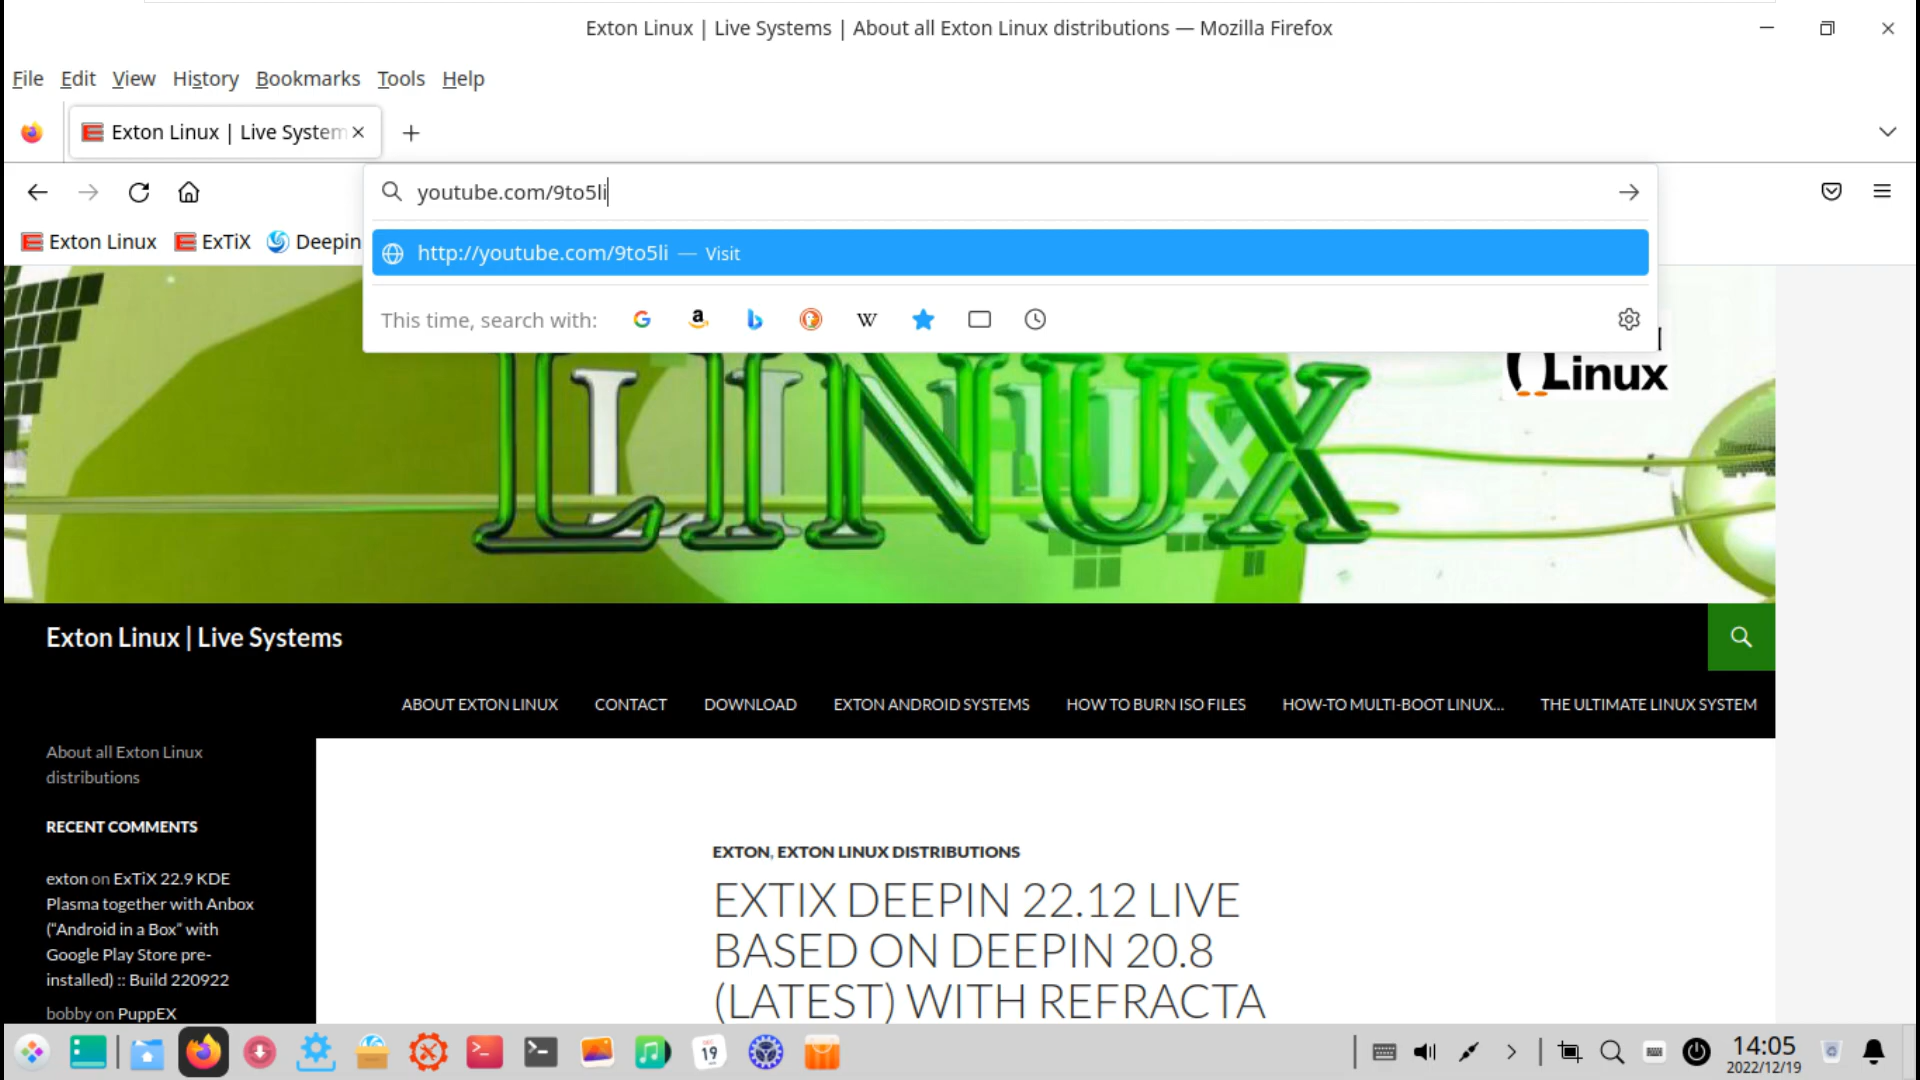 Exton Linux | Live Systems | About all Exton Linux distributions — Mozilla Firefox
File Edit View History Bookmarks Tools Help
Exton Linux | Live System
youtube.com/9to5li
Exton Linux ExTiX Deepin
http://youtube.com/9to5li — Visit
This time, search with:
Linux
LINUX
Exton Linux | Live Systems
ABOUT EXTON LINUX CONTACT DOWNLOAD EXTON ANDROID SYSTEMS HOW TO BURN ISO FILES HOW-TO MULTI-BOOT LINUX... THE ULTIMATE LINUX SYSTEM
About all Exton Linux
distributions
RECENT COMMENTS
exton on ExTiX 22.9 KDE
Plasma together with Anbox
(“Android in a Box” with
Google Play Store pre-
installed) :: Build 220922
bobby on PuppEX
EXTON, EXTON LINUX DISTRIBUTIONS
EXTIX DEEPIN 22.12 LIVE
BASED ON DEEPIN 20.8
(LATEST) WITH REFRACTA
19
14:05
2022/12/19